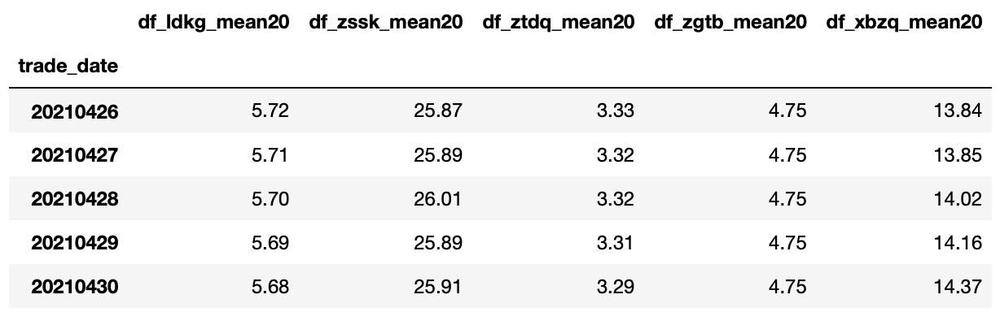 df_ldkg_mean20 df_zssk_mean20 df_ztdq_mean20 df_zgtb_mean20 df_xbzq_mean20
trade_date
20210426 5.72 25.87 3.33 4.75 13.84
20210427 5.71 25.89 3.32 4.75 13.85
20210428 5.70 26.01 3.32 4.75 14.02
20210429 5.69 25.89 3.31 4.75 14.16
20210430 5.68 25.91 3.29 4.75 14.37